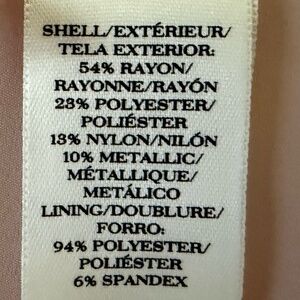 SHELL/EXTÉRIEUR/
TELA EXTERIOR:
54% RAYON/
RAYONNE/RAYÓN
23% POLYESTER/
POLIÉSTER
13% NYLON/NILÓN
10% METALLIC/
MÉTALLIQUE/
METÁLICO
LINING/DOUBLURE/
FORRO:
94% POLYESTER/
POLIÉSTER
6% SPANDEX